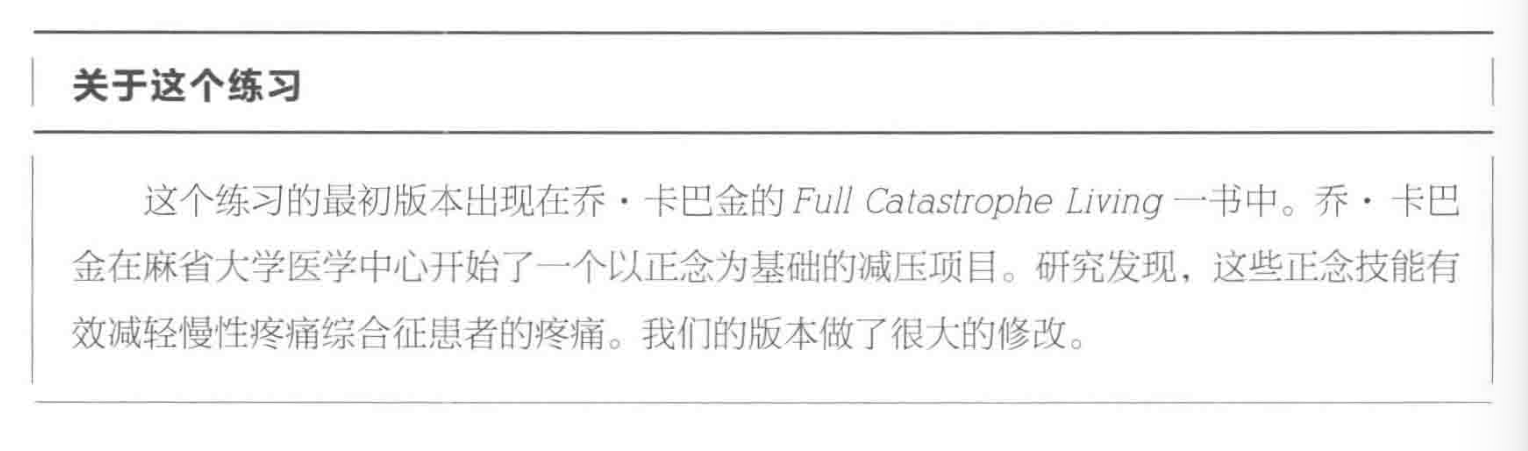 关于这个练习
这个练习的最初版本出现在乔·卡巴金的 Full Catastrophe Living 一书中。乔·卡巴
金在麻省大学医学中心开始了一个以正念为基础的减压项目。研究发现，这些正念技能有
效减轻慢性疼痛综合征患者的疼痛。我们的版本做了很大的修改。